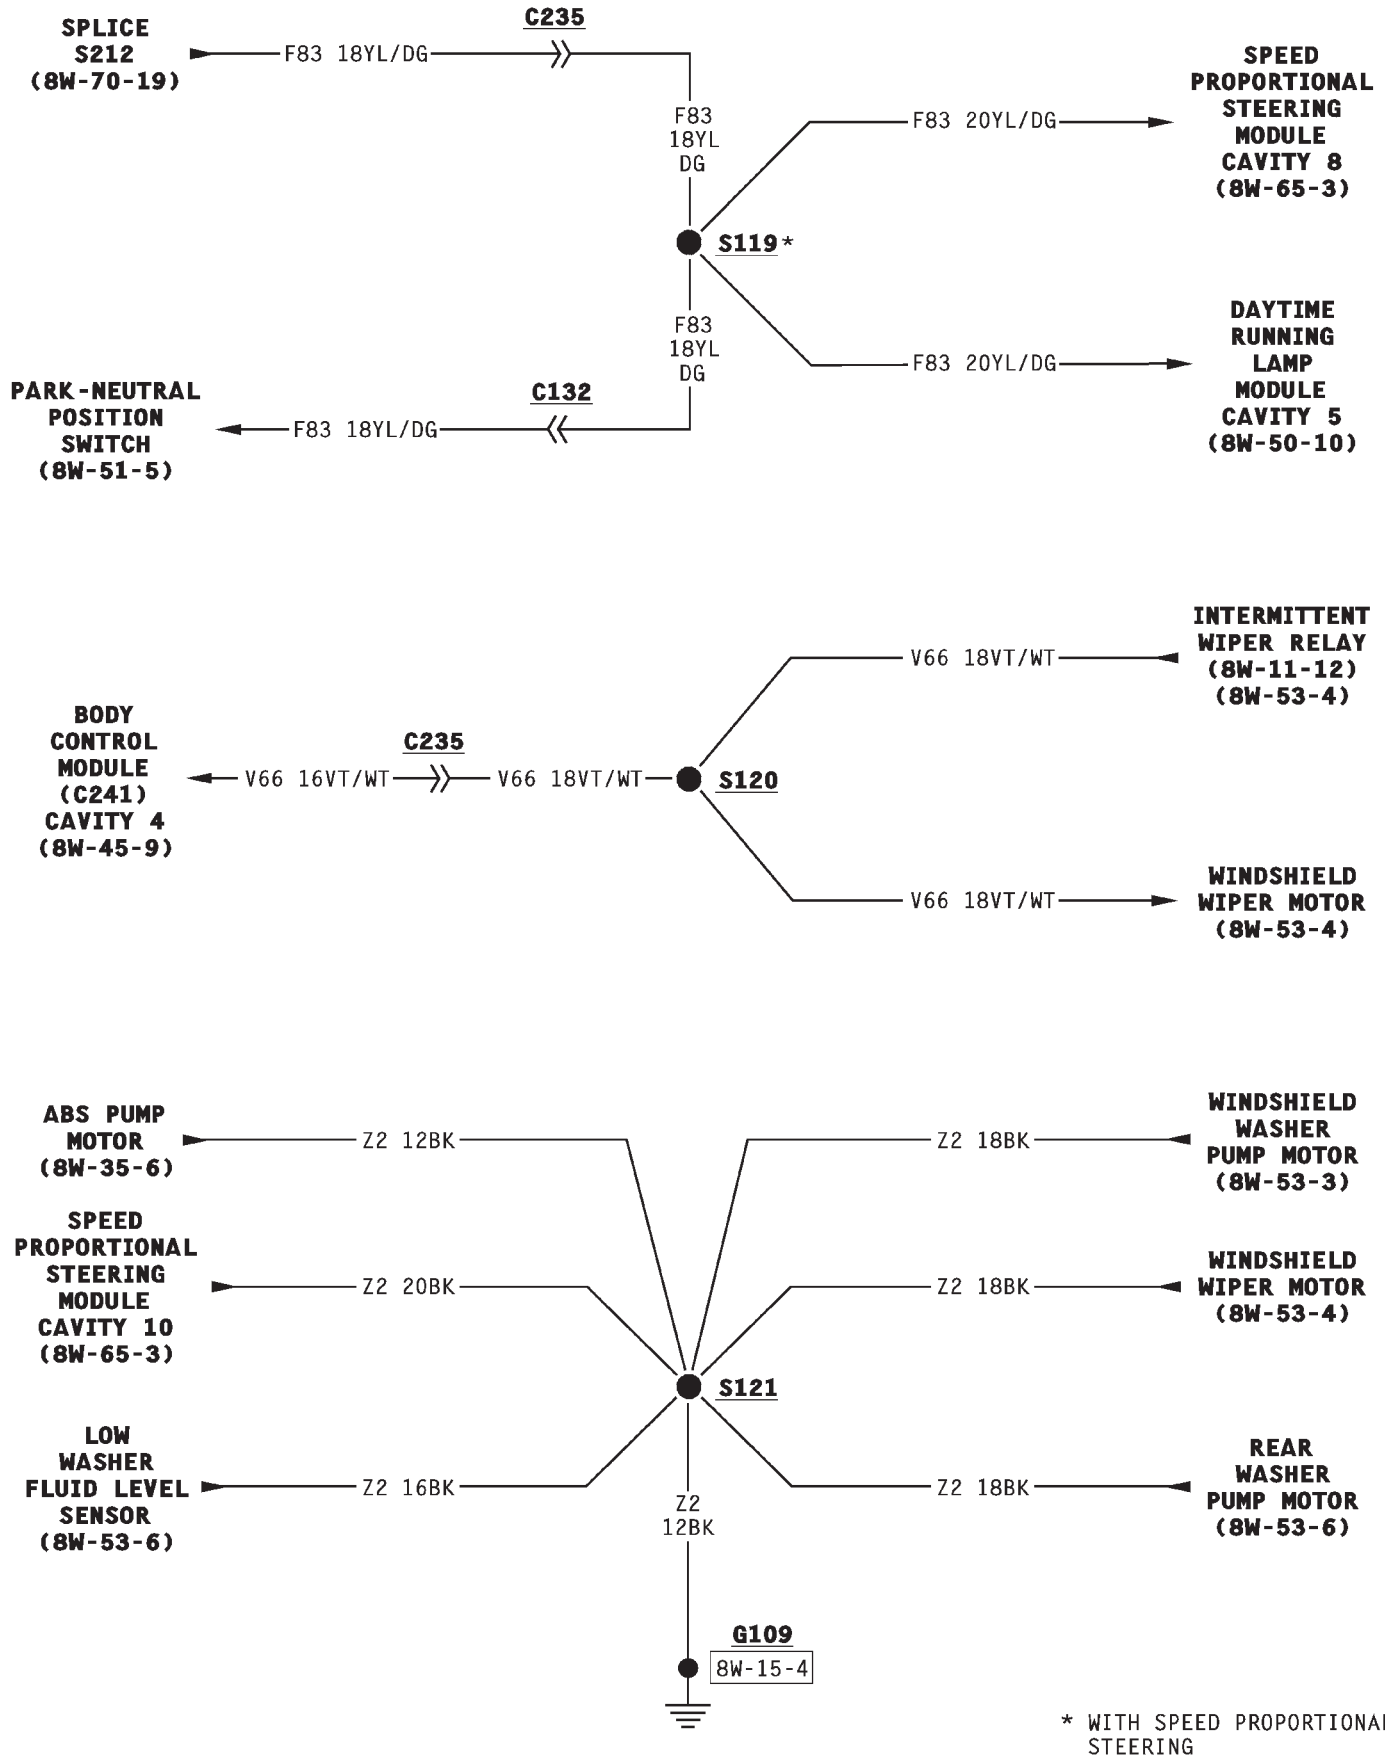 SPLICE
S212
(8W-70-19)
F83 18YL/DG
C235
F83
18YL
DG
F83 20YL/DG
SPEED
PROPORTIONAL
STEERING
MODULE
CAVITY 8
(8W-65-3)
S119*
F83
18YL
DG
F83 20YL/DG
DAYTIME
RUNNING
LAMP
MODULE
CAVITY 5
(8W-50-10)
PARK-NEUTRAL
POSITION
SWITCH
(8W-51-5)
F83 18YL/DG
C132
INTERMITTENT
WIPER RELAY
(8W-11-12)
(8W-53-4)
V66 18VT/WT
BODY
CONTROL
MODULE
(C241)
CAVITY 4
(8W-45-9)
V66 16VT/WT
C235
V66 18VT/WT
S120
V66 18VT/WT
WINDSHIELD
WIPER MOTOR
(8W-53-4)
ABS PUMP
MOTOR
(8W-35-6)
Z2 12BK
Z2 18BK
WINDSHIELD
WASHER
PUMP MOTOR
(8W-53-3)
SPEED
PROPORTIONAL
STEERING
MODULE
CAVITY 10
(8W-65-3)
Z2 20BK
Z2 18BK
WINDSHIELD
WIPER MOTOR
(8W-53-4)
S121
LOW
WASHER
FLUID LEVEL
SENSOR
(8W-53-6)
Z2 16BK
Z2
12BK
Z2 18BK
REAR
WASHER
PUMP MOTOR
(8W-53-6)
G109
8W-15-4
* WITH SPEED PROPORTIONAL
STEERING